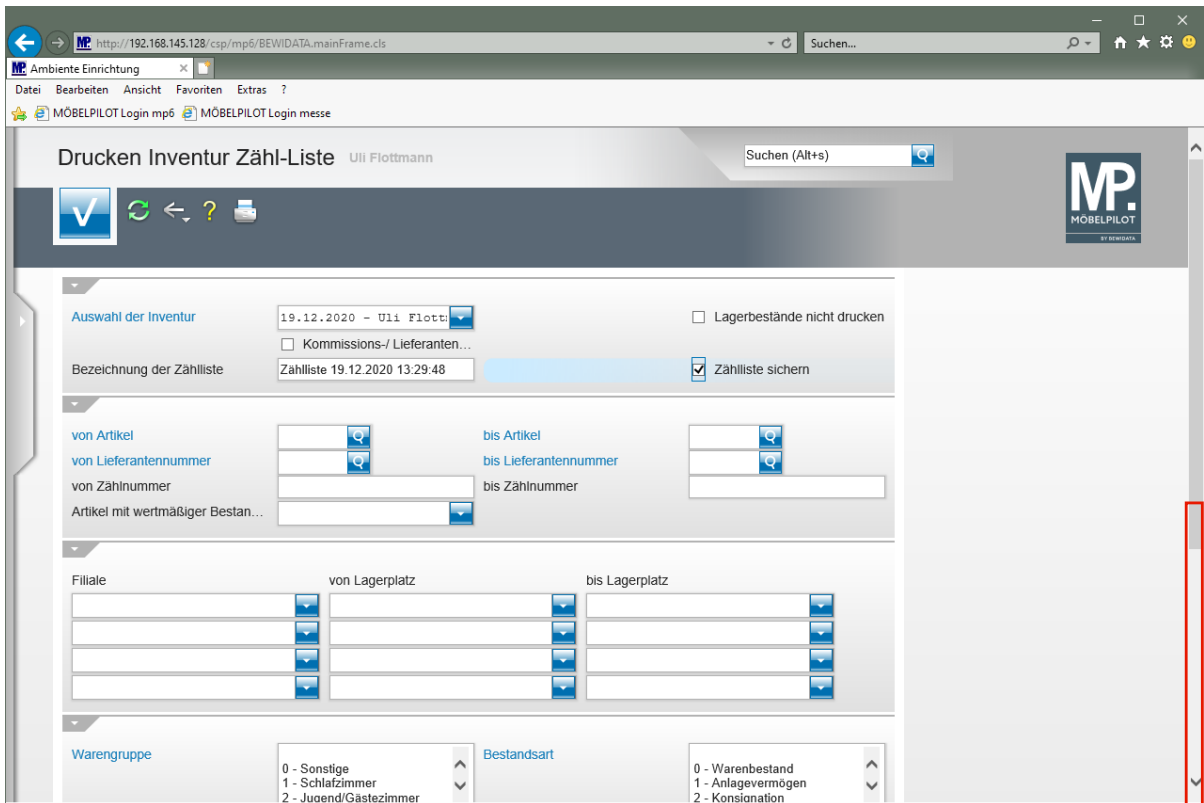 http://192.168.145.128/csp/mp6/BEWIDATA.mainFrame.cls
Suchen...
MP. Ambiente Einrichtung
Datei Bearbeiten Ansicht Favoriten Extras ?
MÖBELPILOT Login mp6 MÖBELPILOT Login messe
Drucken Inventur Zähl-Liste Uli Flottmann
Suchen (Alt+s)
MP.
MÖBELPILOT
BY BEWIDATA
Auswahl der Inventur 19.12.2020 - Uli Flott Lagerbestände nicht drucken
Kommissions-/ Lieferanten...
Bezeichnung der Zählliste Zählliste 19.12.2020 13:29:48 Zählliste sichern
von Artikel bis Artikel
von Lieferantennummer bis Lieferantennummer
von Zählnummer bis Zählnummer
Artikel mit wertmäßiger Bestan...
Filiale von Lagerplatz bis Lagerplatz
Warengruppe Bestandsart
0 - Sonstige 0 - Warenbestand
1 - Schlafzimmer 1 - Anlagevermögen
2 - Jugend/Gästezimmer 2 - Konsignation